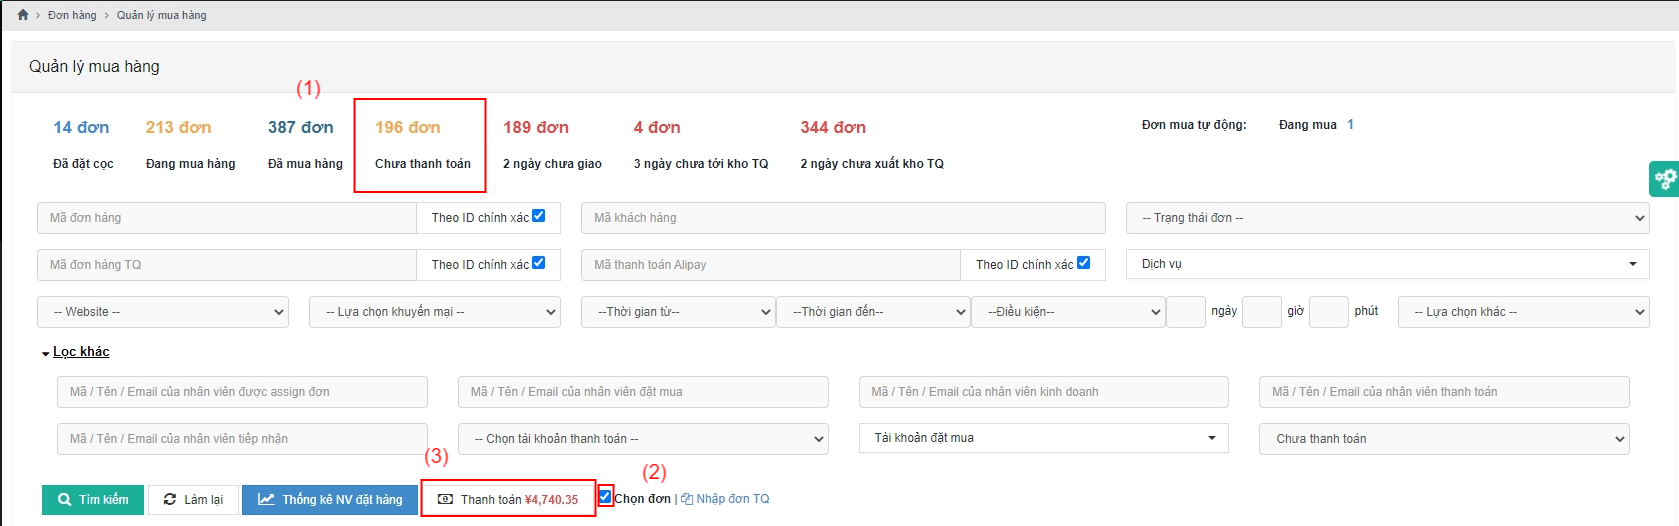 Đơn hàng > Quản lý mua hàng
Quản lý mua hàng
(1)
14 đơn 213 đơn 387 đơn 196 đơn 189 đơn 4 đơn 344 đơn Đơn mua tự động: Đang mua 1
Đã đặt cọc Đang mua hàng Đã mua hàng Chưa thanh toán 2 ngày chưa giao 3 ngày chưa tới kho TQ 2 ngày chưa xuất kho TQ
Mã đơn hàng Theo ID chính xác Mã khách hàng -- Trạng thái đơn --
Mã đơn hàng TQ Theo ID chính xác Mã thanh toán Alipay Theo ID chính xác Dịch vụ
-- Website -- -- Lựa chọn khuyến mại -- --Thời gian từ-- --Thời gian đến-- --Điều kiện-- ngày giờ phút -- Lựa chọn khác --
Lọc khác
Mã / Tên / Email của nhân viên được assign đơn Mã / Tên / Email của nhân viên đặt mua Mã / Tên / Email của nhân viên kinh doanh Mã / Tên / Email của nhân viên thanh toán
Mã / Tên / Email của nhân viên tiếp nhận -- Chọn tài khoản thanh toán -- Tài khoản đặt mua Chưa thanh toán
(3) (2)
Tìm kiếm Làm lại Thống kê NV đặt hàng Thanh toán ¥4,740.35 Chọn đơn | Nhập đơn TQ